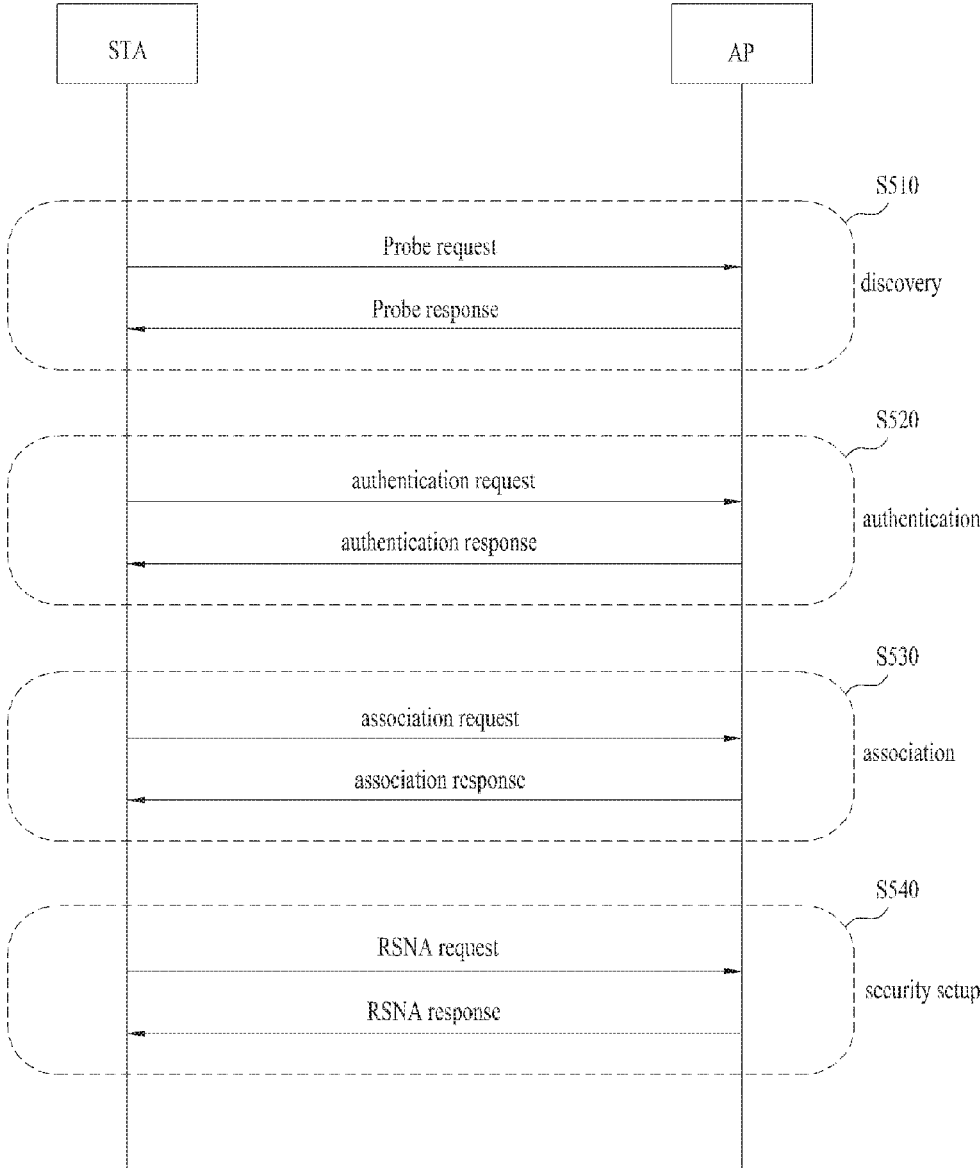 STA
AP
S510
Probe request
discovery
Probe response
S520
authentication request
authentication
authentication response
S530
association request
association
association response
S540
RSNA request
security setup
RSNA response